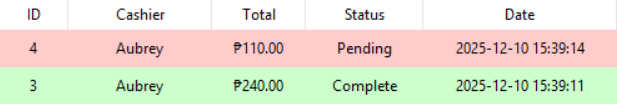 ID Cashier Total Status Date
4 Aubrey ₱110.00 Pending 2025-12-10 15:39:14
3 Aubrey ₱240.00 Complete 2025-12-10 15:39:11